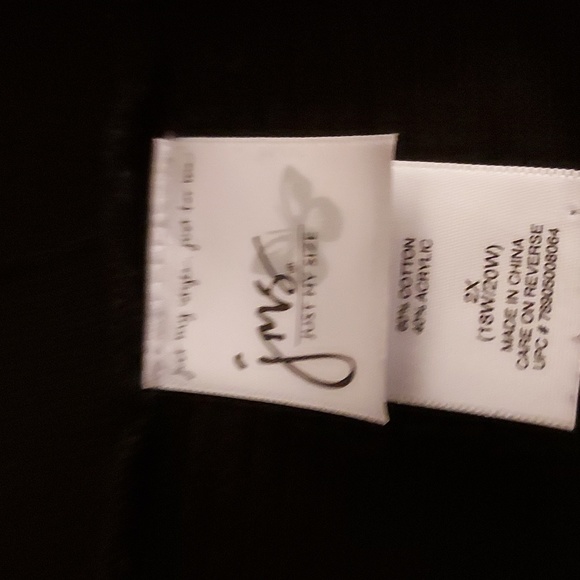 jms
JUST MY SIZE
just my style. just for me.
60% COTTON
40% ACRYLIC
2X
(18W/20W)
MADE IN CHINA
CARE ON REVERSE